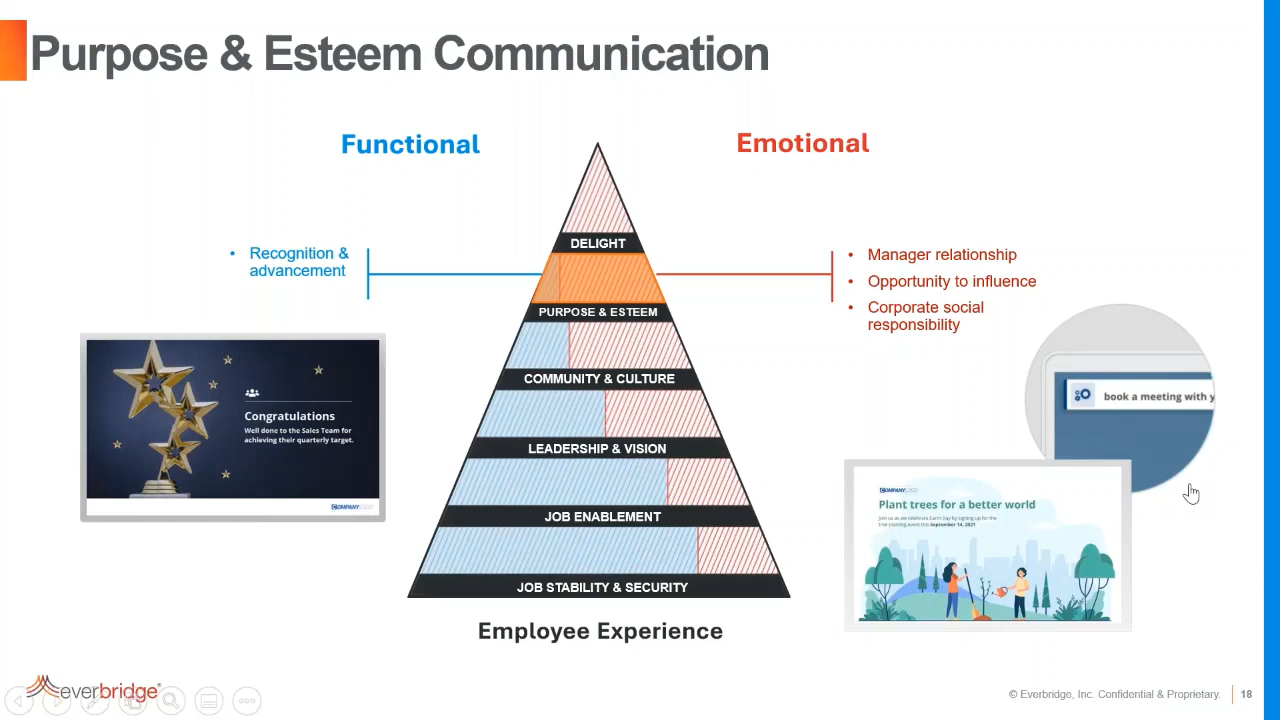 Purpose & Esteem Communication
Functional
Emotional
DELIGHT
• Recognition &
advancement
• Manager relationship
• Opportunity to influence
• Corporate social
responsibility
PURPOSE & ESTEEM
COMMUNITY & CULTURE
LEADERSHIP & VISION
JOB ENABLEMENT
JOB STABILITY & SECURITY
Employee Experience
Congratulations
Well done to the Sales Team for
achieving their quarterly target.
COMPANYLOGO
book a meeting with y
COMPANYLOGO
Plant trees for a better world
Join us as we celebrate Earth Day by signing up for the
tree planting event this September 14, 2021
everbridge®
© Everbridge, Inc. Confidential & Proprietary.
18